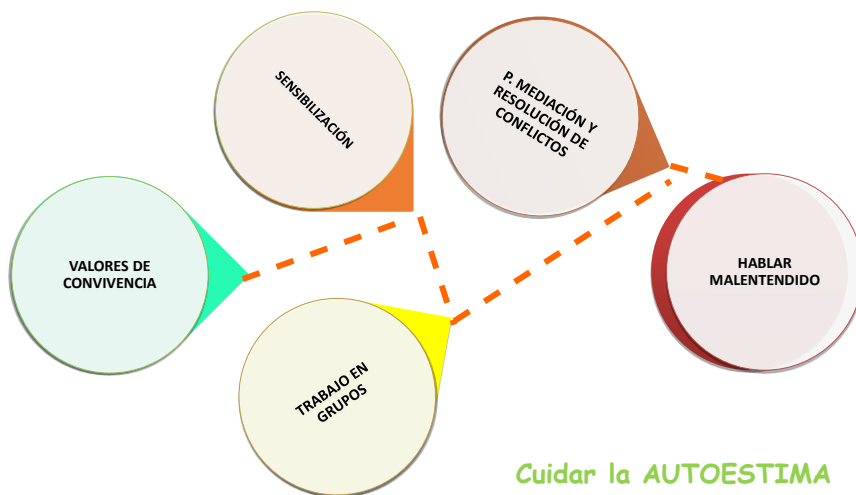 SENSIBILIZACIÓN
P. MEDIACIÓN Y
RESOLUCIÓN DE
CONFLICTOS
VALORES DE
CONVIVENCIA
HABLAR
MALENTENDIDO
TRABAJO EN
GRUPOS
Cuidar la AUTOESTIMA